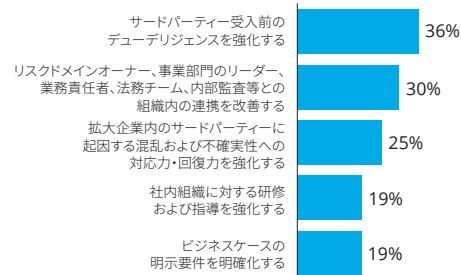 サードパーティー受入前の
デューデリジェンスを強化する
36%
リスクドメインオーナー、事業部門のリーダー、
業務責任者、法務チーム、内部監査等との
組織内の連携を改善する
30%
拡大企業内のサードパーティーに
起因する混乱および不確実性への
対応力・回復力を強化する
25%
社内組織に対する研修
および指導を強化する
19%
ビジネスケースの
明示要件を明確化する
19%